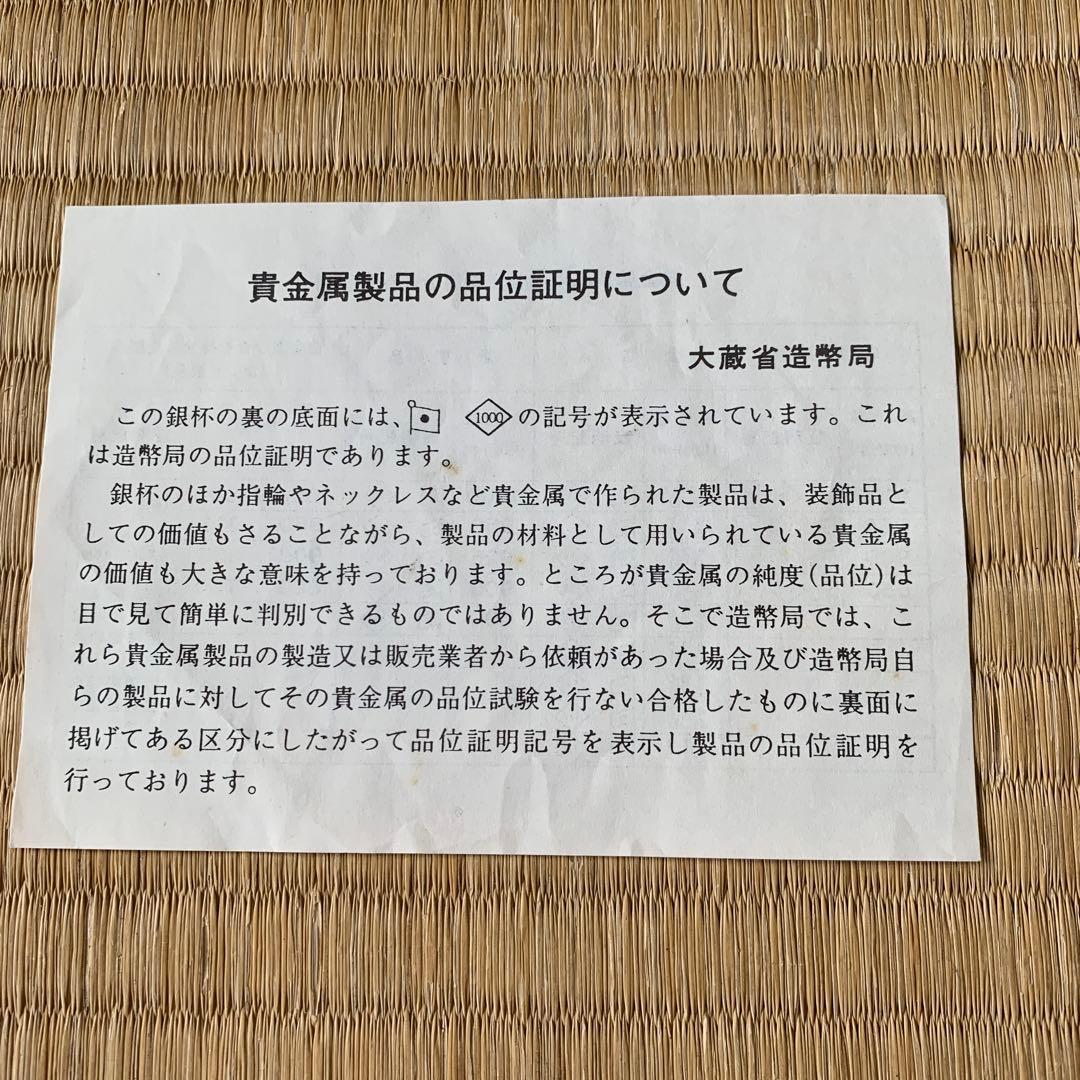 貴金属製品の品位証明について
大蔵省造幣局
この銀杯の裏の底面には、 1000 の記号が表示されています。これ
は造幣局の品位証明であります。
銀杯のほか指輪やネックレスなど貴金属で作られた製品は、装飾品と
しての価値もさることながら、製品の材料として用いられている貴金属
の価値も大きな意味を持っております。ところが貴金属の純度(品位)は
目で見て簡単に判別できるものではありません。そこで造幣局では、こ
れら貴金属製品の製造又は販売業者から依頼があった場合及び造幣局自
らの製品に対してその貴金属の品位試験を行ない合格したものに裏面に
掲げてある区分にしたがって品位証明記号を表示し製品の品位証明を
行っております。